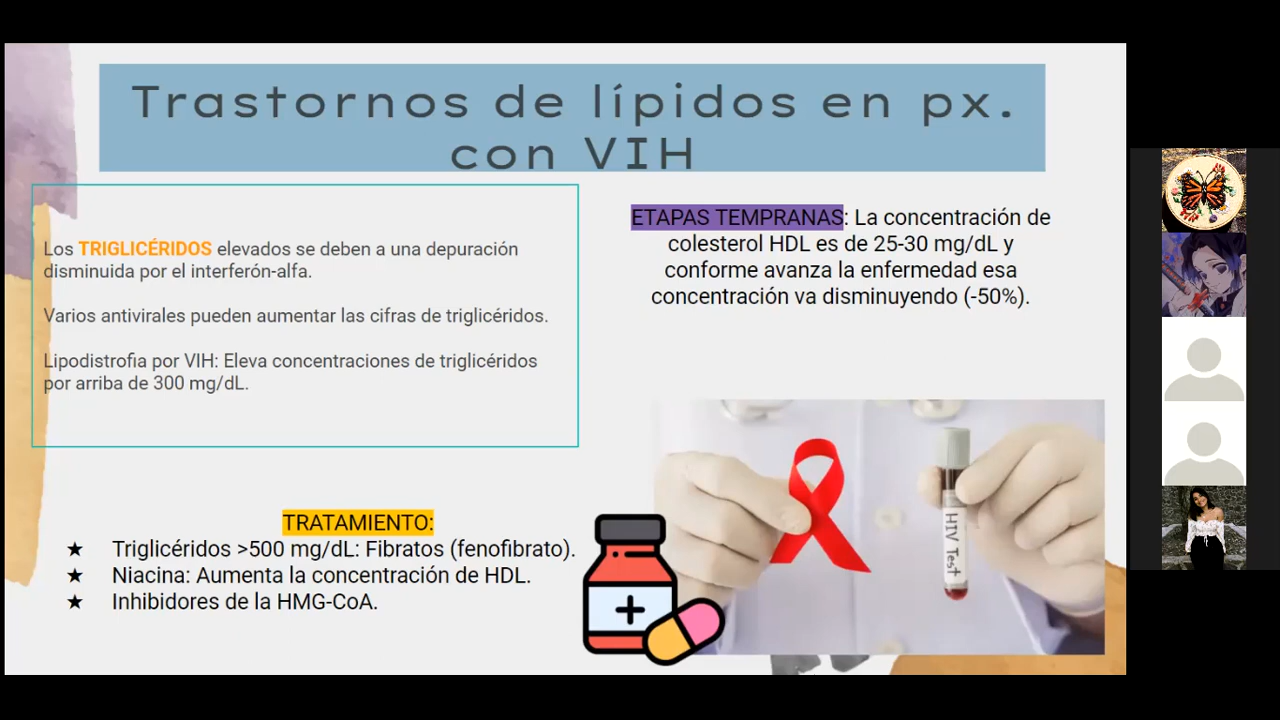 Trastornos de lípidos en px.
con VIH
Los TRIGLICÉRIDOS elevados se deben a una depuración
disminuida por el interferón-alfa.
Varios antivirales pueden aumentar las cifras de triglicéridos.
Lipodistrofia por VIH: Eleva concentraciones de triglicéridos
por arriba de 300 mg/dL.
ETAPAS TEMPRANAS: La concentración de
colesterol HDL es de 25-30 mg/dL y
conforme avanza la enfermedad esa
concentración va disminuyendo (-50%).
TRATAMIENTO:
★ Triglicéridos >500 mg/dL: Fibratos (fenofibrato).
★ Niacina: Aumenta la concentración de HDL.
★ Inhibidores de la HMG-CoA.
HIV Test